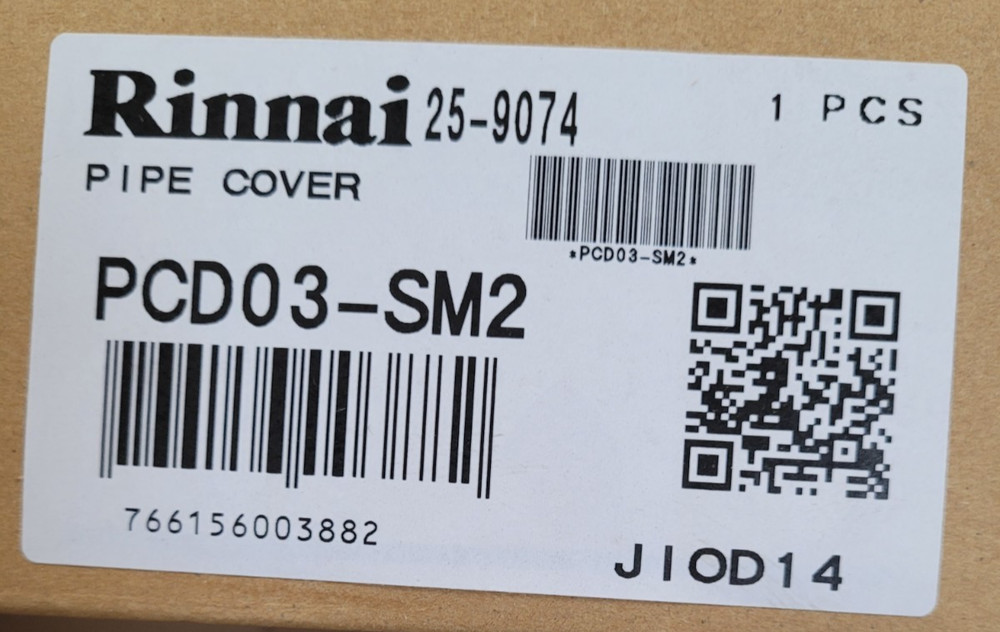 Rinnai 25-9074
1 PCS
PIPE COVER
*PCD03-SM2*
PCD03-SM2
766156003882
JIOD14